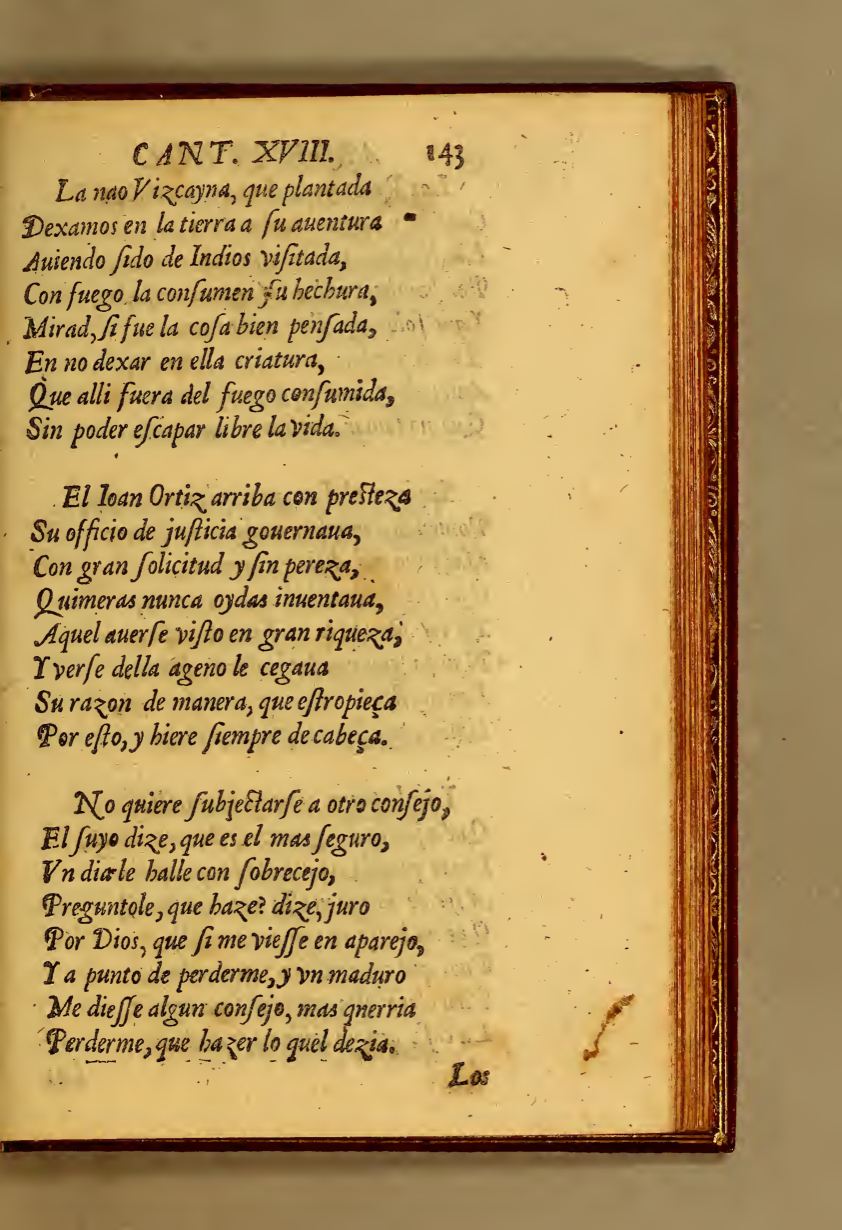 CANT. XVIII. 143
La nao Vizcayna, que plantada
Dexamos en la tierra a ſu auentura
Auiendo ſido de Indios viſitada,
Con fuego la conſumen ſu hechura,
Mirad, ſi fue la coſa bien penſada,
En no dexar en ella criatura,
Que alli fuera del fuego conſumida,
Sin poder eſcapar libre la vida.
El Ioan Ortiz arriba con preſteza
Su officio de juſticia gouernaua,
Con gran ſolicitud y ſin pereza,
Quimeras nunca oydas inuentaua,
Aquel auerſe viſto en gran riqueza,
Y verſe della ageno le cegaua
Su razon de manera, que eſtropieça
Por eſto, y hiere ſiempre de cabeça.
No quiere ſubjectarſe a otro conſejo,
El ſuyo dize, que es el mas ſeguro,
Vn dia le halle con ſobrecejo,
Preguntole, que haze? dize, juro
Por Dios, que ſi me vieſſe en aparejo,
Y a punto de perderme, y vn maduro
Me dieſſe algun conſejo, mas qnerria
Perderme, que hazer lo quel dezia.
Los